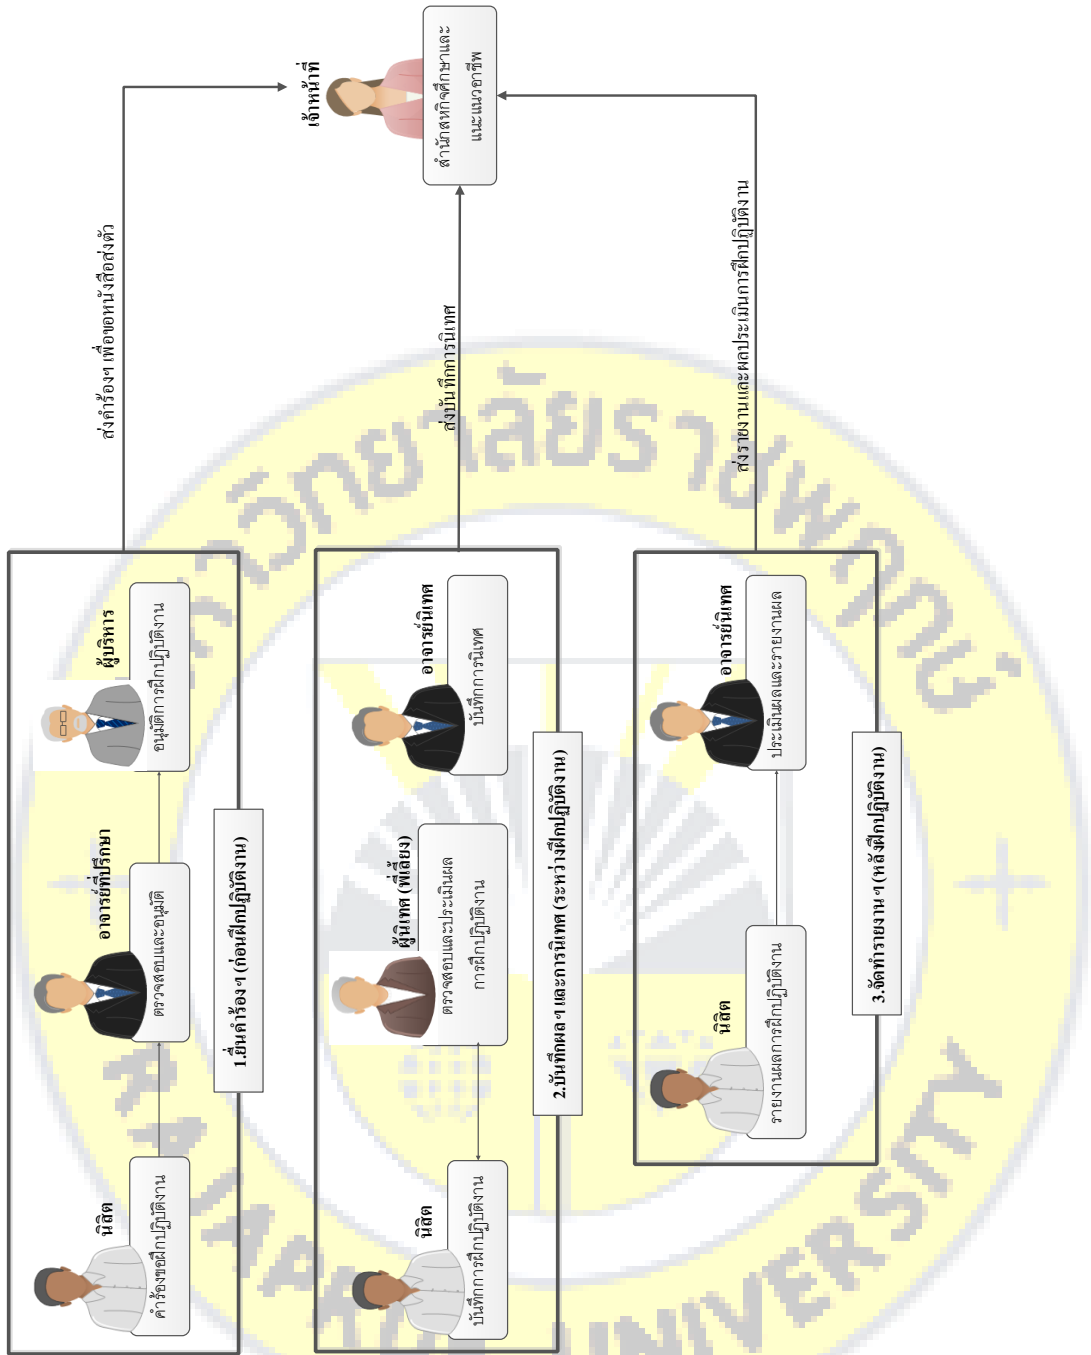 นิสิต
คำร้องขอฝึกปฏิบัติงาน
อาจารย์ที่ปรึกษา
ตรวจสอบและอนุมัติ
ผู้บริหาร
อนุมัติการฝึกปฏิบัติงาน
1.ยื่นคำร้องฯ (ก่อนฝึกปฏิบัติงาน)
ส่งคำร้องฯ เพื่อขอหนังสือส่งตัว
นิสิต
บันทึกการฝึกปฏิบัติงาน
ผู้นิเทศ (พี่เลี้ยง)
ตรวจสอบและประเมินผล
การฝึกปฏิบัติงาน
อาจารย์นิเทศ
บันทึกการนิเทศ
2.บันทึกผลฯ และการนิเทศ (ระหว่างฝึกปฏิบัติงาน)
ส่งบันทึกการนิเทศ
นิสิต
รายงานผลการฝึกปฏิบัติงาน
อาจารย์นิเทศ
ประเมินผลและรายงานผล
3.จัดทำรายงานฯ (หลังฝึกปฏิบัติงาน)
ส่งรายงานและผลประเมินการฝึกปฏิบัติงาน
เจ้าหน้าที่
สำนักสหกิจศึกษาและ
แนะแนวอาชีพ
วิทยาลัยราชพฤกษ์
UNIVERSITY